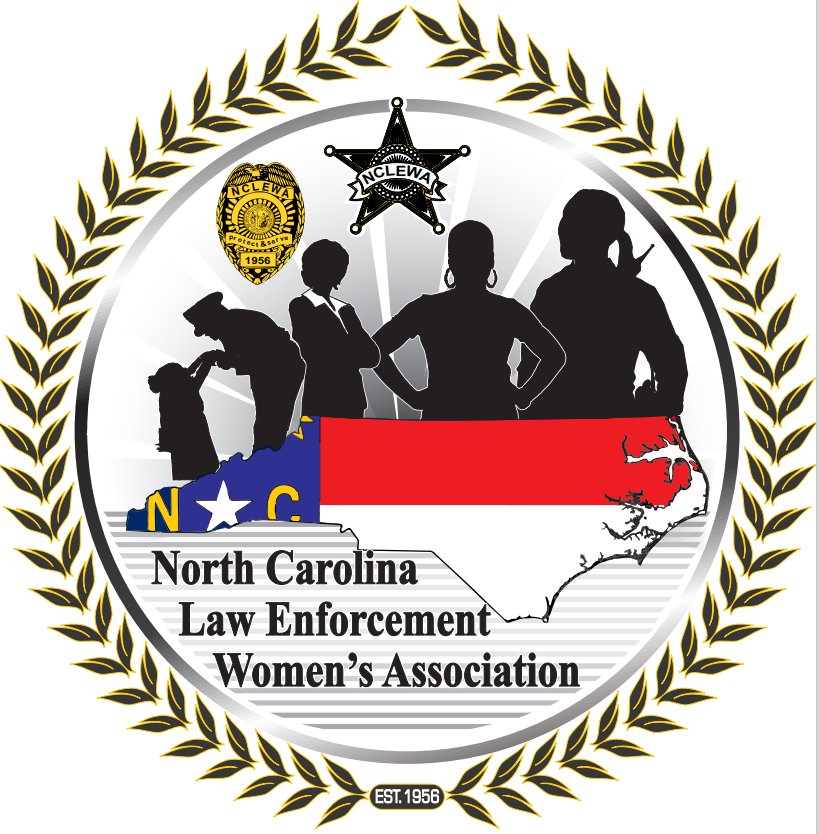 NCLEWA
NCLEWA
protect & serve
1956
N C
North Carolina
Law Enforcement
Women's Association
EST. 1956